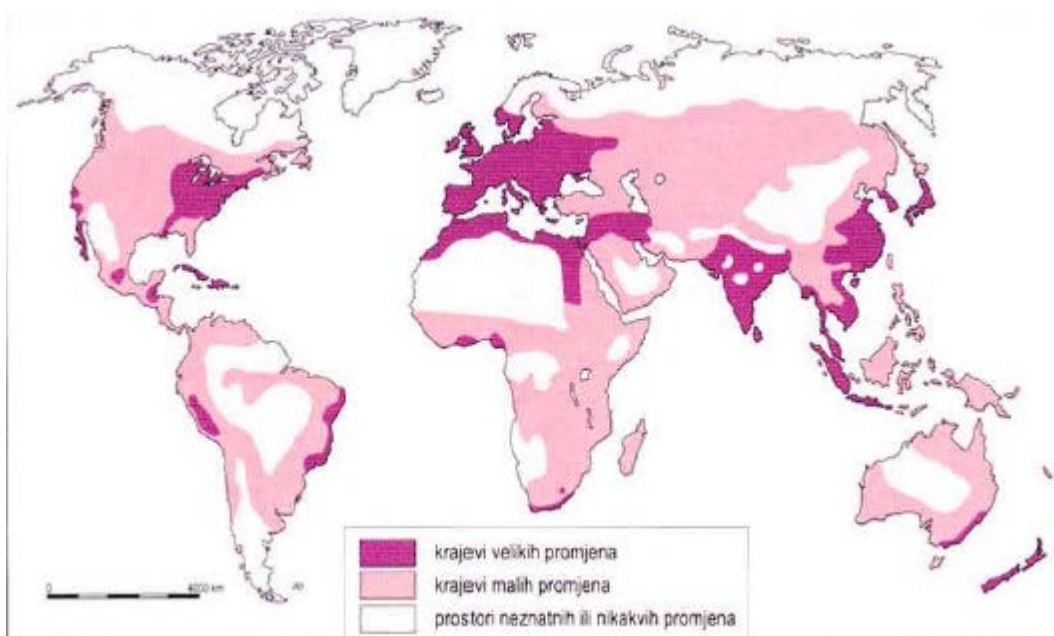 krajevi velikih promjena
krajevi malih promjena
prostori neznatnih ili nikakvih promjena
0 4000 km